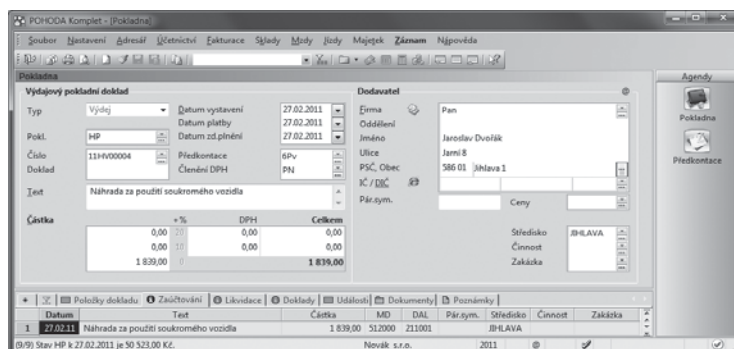 POHODA Komplet - [Pokladna]
Soubor Nastavení Adresář Účetnictví Fakturace Sklady Mzdy Jízdy Majetek Záznam Nápověda
Pokladna
Agendy
Výdajový pokladní doklad
Dodavatel
@
Typ Výdej Datum vystavení 27.02.2011 Firma Pan
Datum platby 27.02.2011 Oddělení
Pokl. HP Datum zd.plnění 27.02.2011 Jméno Jaroslav Dvořák
Pokladna
Ulice Jarní 8
Číslo 11HV00004 Předkontace 6Pv PSČ, Obec 586 01 Jihlava 1
Předkontace
Doklad Členění DPH PN IČ / DIČ
Text Náhrada za použití soukromého vozidla Pár.sym. Ceny
Částka +% DPH Celkem
0,00 20 0,00 0,00 Středisko JIHLAVA
0,00 10 0,00 0,00 Činnost
1 839,00 0 1 839,00 Zakázka
Položky dokladu Zaúčtování Likvidace Doklady Události Dokumenty Poznámky
Datum Text Částka MD DAL Pár.sym. Středisko Činnost Zakázka
1 27.02.11 Náhrada za použití soukromého vozidla 1 839,00 512000 211001 JIHLAVA
(9/9) Stav HP k 27.02.2011 je 50 523,00 Kč. Novák s.r.o. 2011 @